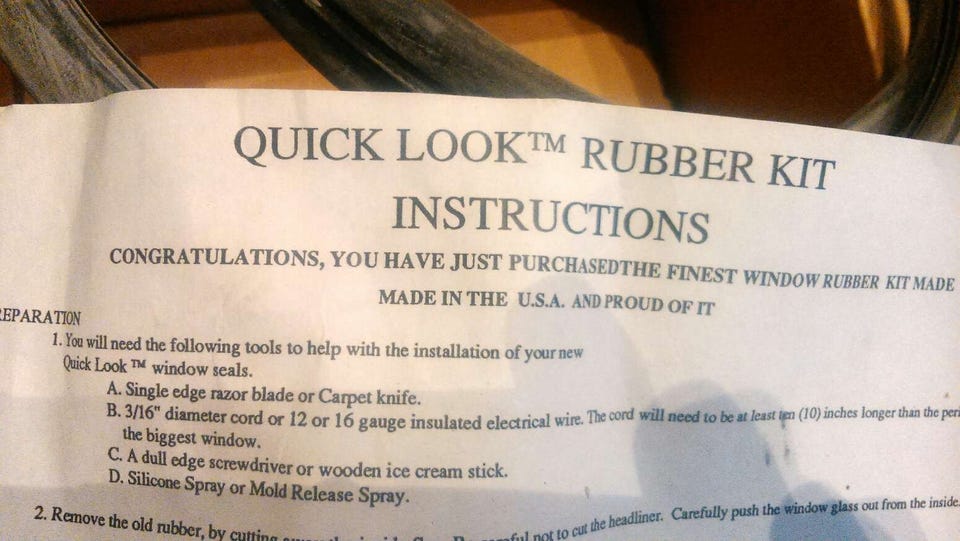 QUICK LOOK™ RUBBER KIT
INSTRUCTIONS
CONGRATULATIONS, YOU HAVE JUST PURCHASEDTHE FINEST WINDOW RUBBER KIT MADE
MADE IN THE U.S.A. AND PROUD OF IT
EPARATION
1. You will need the following tools to help with the installation of your new
Quick Look ™ window seals.
A. Single edge razor blade or Carpet knife.
B. 3/16" diameter cord or 12 or 16 gauge insulated electrical wire. The cord will need to be at least ten (10) inches longer than the peri
the biggest window.
C. A dull edge screwdriver or wooden ice cream stick.
D. Silicone Spray or Mold Release Spray.
2. Remove the old rubber, by cutting not to cut the headliner. Carefully push the window glass out from the inside.